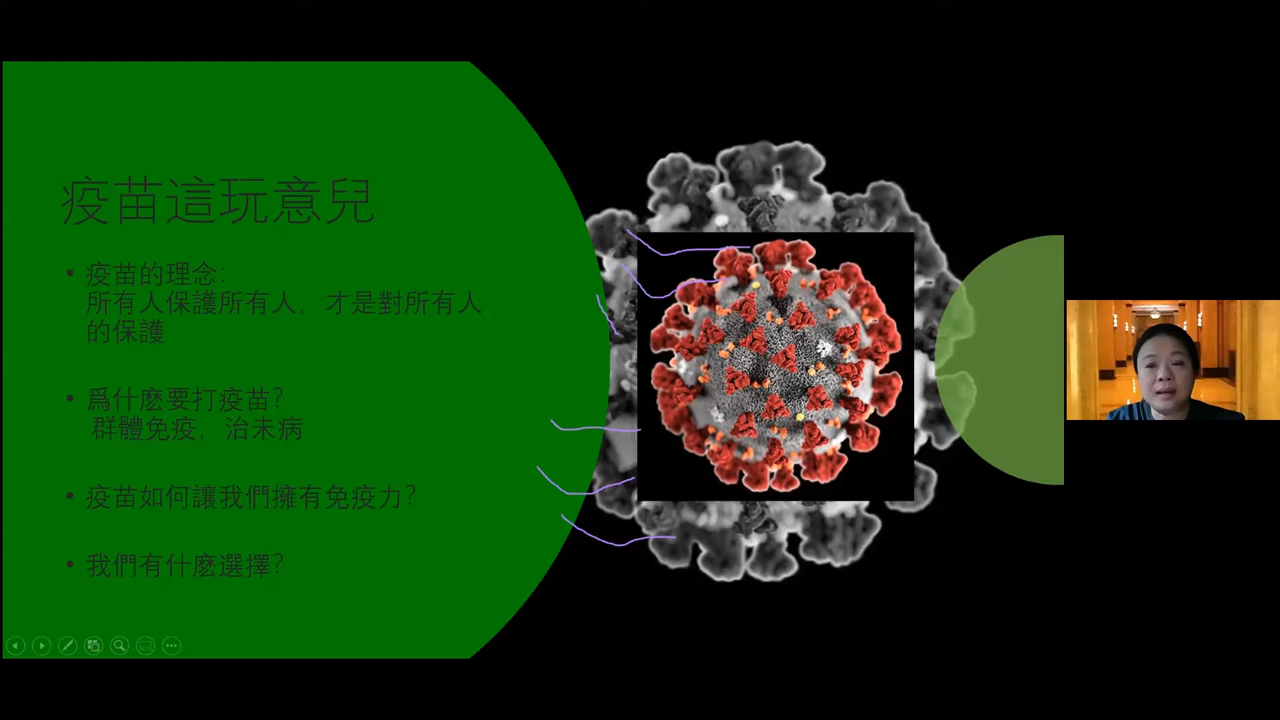 疫苗這玩意兒
• 疫苗的理念:
所有人保護所有人, 才是對所有人
的保護
• 爲什麽要打疫苗?
群體免疫, 治未病
• 疫苗如何讓我們擁有免疫力?
• 我們有什麽選擇?